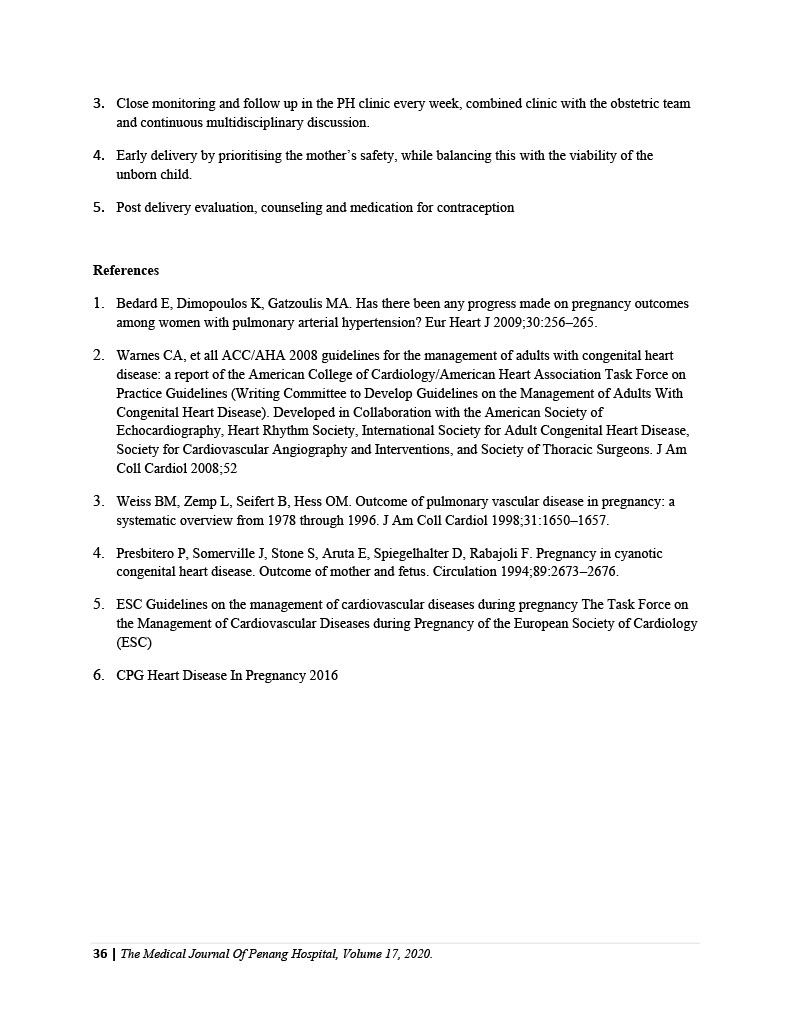 3. Close monitoring and follow up in the PH clinic every week, combined clinic with the obstetric team
and continuous multidisciplinary discussion.
4. Early delivery by prioritising the mother’s safety, while balancing this with the viability of the
unborn child.
5. Post delivery evaluation, counseling and medication for contraception
References
1. Bedard E, Dimopoulos K, Gatzoulis MA. Has there been any progress made on pregnancy outcomes
among women with pulmonary arterial hypertension? Eur Heart J 2009;30:256–265.
2. Warnes CA, et all ACC/AHA 2008 guidelines for the management of adults with congenital heart
disease: a report of the American College of Cardiology/American Heart Association Task Force on
Practice Guidelines (Writing Committee to Develop Guidelines on the Management of Adults With
Congenital Heart Disease). Developed in Collaboration with the American Society of
Echocardiography, Heart Rhythm Society, International Society for Adult Congenital Heart Disease,
Society for Cardiovascular Angiography and Interventions, and Society of Thoracic Surgeons. J Am
Coll Cardiol 2008;52
3. Weiss BM, Zemp L, Seifert B, Hess OM. Outcome of pulmonary vascular disease in pregnancy: a
systematic overview from 1978 through 1996. J Am Coll Cardiol 1998;31:1650–1657.
4. Presbitero P, Somerville J, Stone S, Aruta E, Spiegelhalter D, Rabajoli F. Pregnancy in cyanotic
congenital heart disease. Outcome of mother and fetus. Circulation 1994;89:2673–2676.
5. ESC Guidelines on the management of cardiovascular diseases during pregnancy The Task Force on
the Management of Cardiovascular Diseases during Pregnancy of the European Society of Cardiology
(ESC)
6. CPG Heart Disease In Pregnancy 2016
36 | The Medical Journal Of Penang Hospital, Volume 17, 2020.